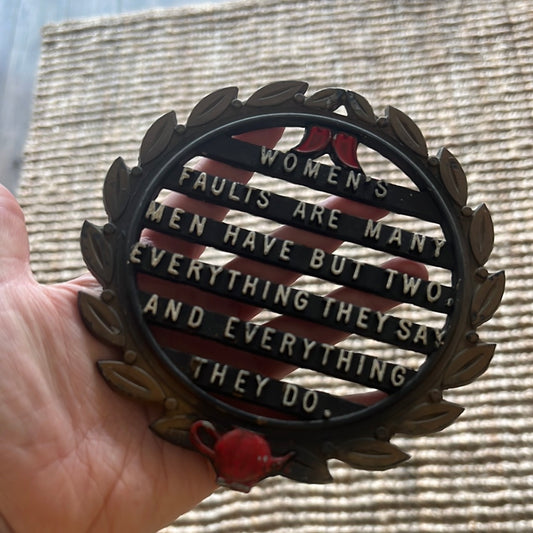 WOMEN'S
FAULTS ARE MANY
MEN HAVE BUT TWO,
EVERYTHING THEY SAY
AND EVERYTHING
THEY DO.